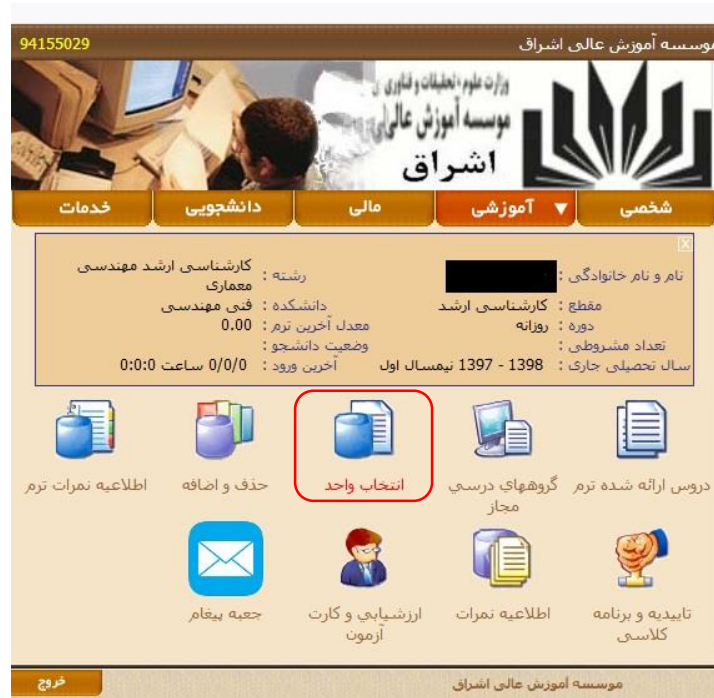 94155029
موسسه آموزش عالی اشراق
وزارت علوم، تحقیقات و فناوری
موسسه آموزش عالی
اشراق
شخصی
آموزشی
مالی
دانشجویی
خدمات
نام و نام خانوادگی :
رشته : کارشناسی ارشد مهندسی
معماری
مقطع : کارشناسی ارشد
دانشکده : فنی مهندسی
دوره : روزانه
معدل آخرین ترم : 0.00
تعداد مشروطی :
وضعیت دانشجو :
سال تحصیلی جاری : 1397 - 1398 نیمسال اول
آخرین ورود : 0/0/0 ساعت 0:0:0
دروس ارائه شده ترم
گروههاي درسي
مجاز
انتخاب واحد
حذف و اضافه
اطلاعیه نمرات ترم
تاییدیه و برنامه
کلاسی
اطلاعیه نمرات
ارزشیابي و کارت
آزمون
جعبه پیغام
موسسه آموزش عالی اشراق
خروج